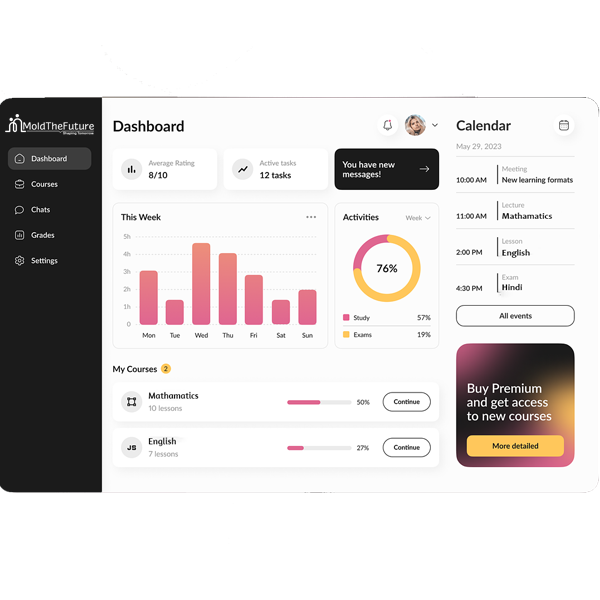 MoldTheFuture
Shaping Tomorrow
Dashboard
Courses
Chats
Grades
Settings
Dashboard
Average Rating
8/10
Active tasks
12 tasks
You have new
messages!
This Week
5h
4h
3h
2h
1h
0
Mon Tue Wed Thu Fri Sat Sun
Activities
Week
76%
Study 57%
Exams 19%
My Courses 2
Mathamatics
10 lessons
50%
Continue
JS
English
7 lessons
27%
Continue
Calendar
May 29, 2023
Meeting
10:00 AM New learning formats
Lecture
11:00 AM Mathamatics
Lesson
2:00 PM English
Exam
4:30 PM Hindi
All events
Buy Premium
and get access
to new courses
More detailed